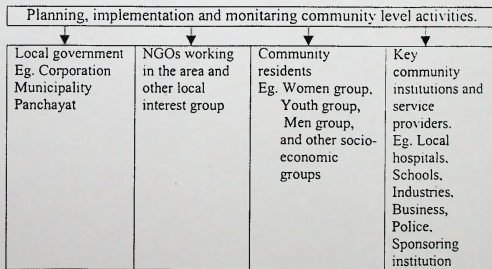 Planning, implementation and monitaring community level activities.
Local government
Eg. Corporation
Municipality
Panchayat
NGOs working
in the area and
other local
interest group
Community
residents
Eg. Women group,
Youth group,
Men group,
and other socio-
economic
groups
Key
community
institutions and
service
providers.
Eg. Local
hospitals,
Schools,
Industries,
Business,
Police,
Sponsoring
institution